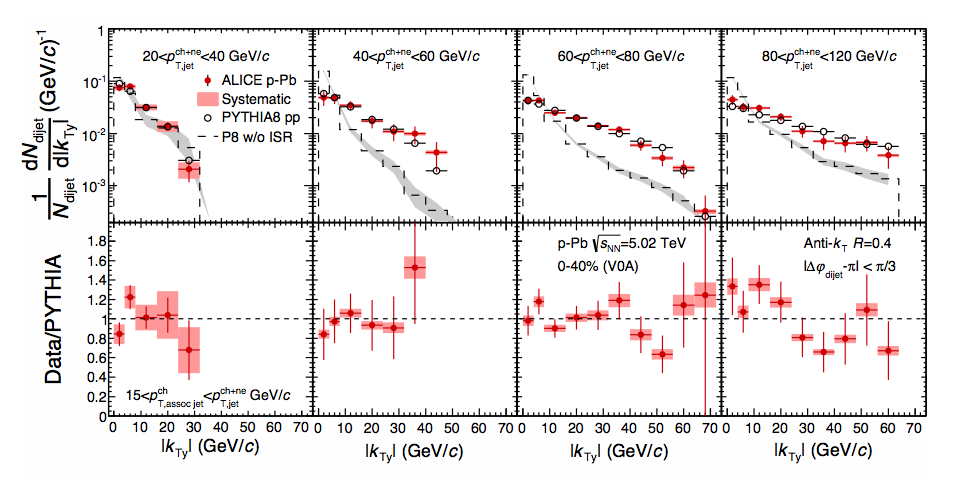 1/N_dijet dN_dijet/d|k_Ty| (GeV/c)^-1
1
10^-1
10^-2
10^-3
20<p_T,jet^ch+ne<40 GeV/c
ALICE p-Pb
Systematic
PYTHIA8 pp
P8 w/o ISR
40<p_T,jet^ch+ne<60 GeV/c
60<p_T,jet^ch+ne<80 GeV/c
80<p_T,jet^ch+ne<120 GeV/c
Data/PYTHIA
1.8
1.6
1.4
1.2
1
0.8
0.6
0.4
0.2
0
15<p_T,assoc jet^ch<p_T,jet^ch+ne GeV/c
p-Pb √s_NN=5.02 TeV
0-40% (V0A)
Anti-k_T R=0.4
|Δφ_dijet-π| < π/3
0 10 20 30 40 50 60 70
0 10 20 30 40 50 60 70
0 10 20 30 40 50 60 70
0 10 20 30 40 50 60 70
|k_Ty| (GeV/c)
|k_Ty| (GeV/c)
|k_Ty| (GeV/c)
|k_Ty| (GeV/c)